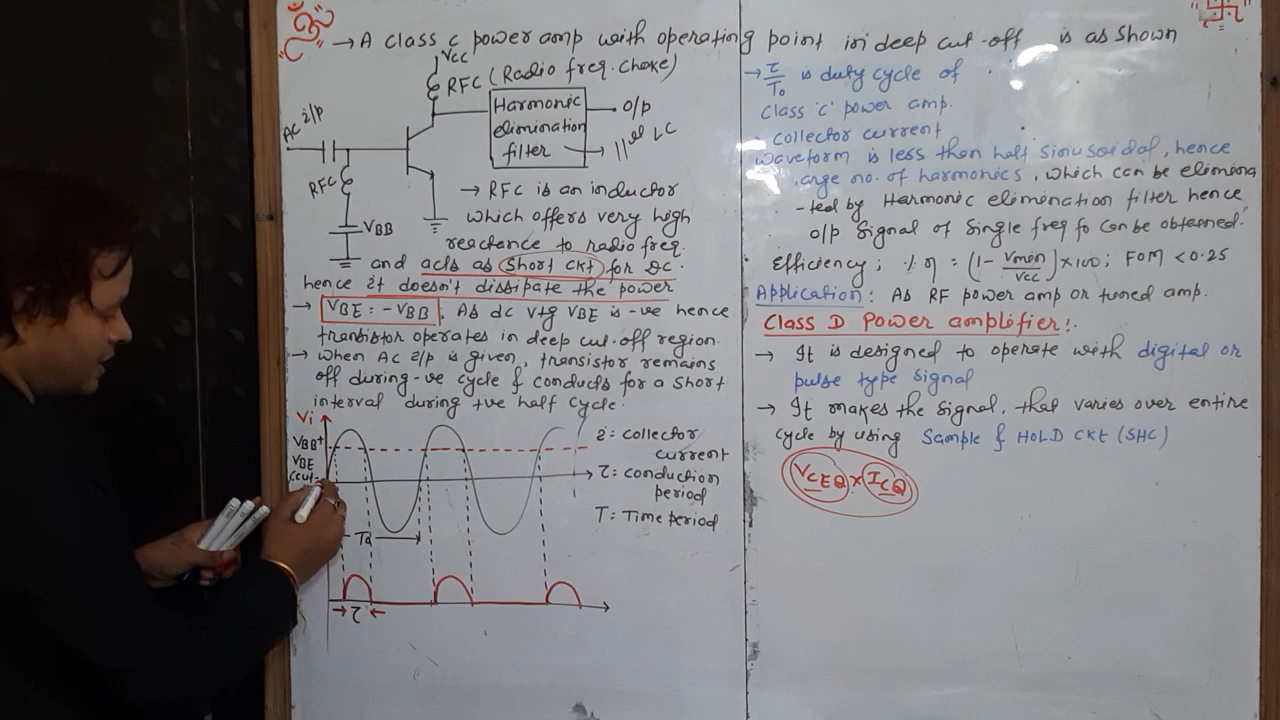 → A class c power amp with operating point in deep cut-off is as shown
Vcc
RFC (Radio freq. choke)
AC i/p
Harmonic
elimination
filter
o/p
||el LC
RFC
VBB
→ RFC is an inductor
which offers very high
reactence to radio freq.
and acts as short ckt for dc.
hence it doesn't dissipate the power
→ VBE = -VBB. As dc vtg VBE is -ve hence
transistor operates in deep cut-off region.
→ when AC i/p is given, transistor remains
off during -ve cycle & conducts for a short
interval during +ve half cycle.
Vi
VBB+
VBE
(cut-
i: collector
current
τ: conduction
period
T: Time period
τ
→ τ/T0 is duty cycle of
class 'c' power amp.
collector current
waveform is less than half sinusoidal, hence
arge no. of harmonics, which can be elimina
-ted by Harmonic elimination filter hence
o/p signal of single freq fo can be obtained.
Efficiency; % η = (1 - Vmin/Vcc) × 100; FOM < 0.25
Application: As RF power amp or tuned amp.
Class D Power amplifier!.
→ It is designed to operate with digital or
pulse type signal
→ It makes the signal, that varies over entire
cycle by using Sample & HOLD CKt (SHC)
VCEQ × ICQ